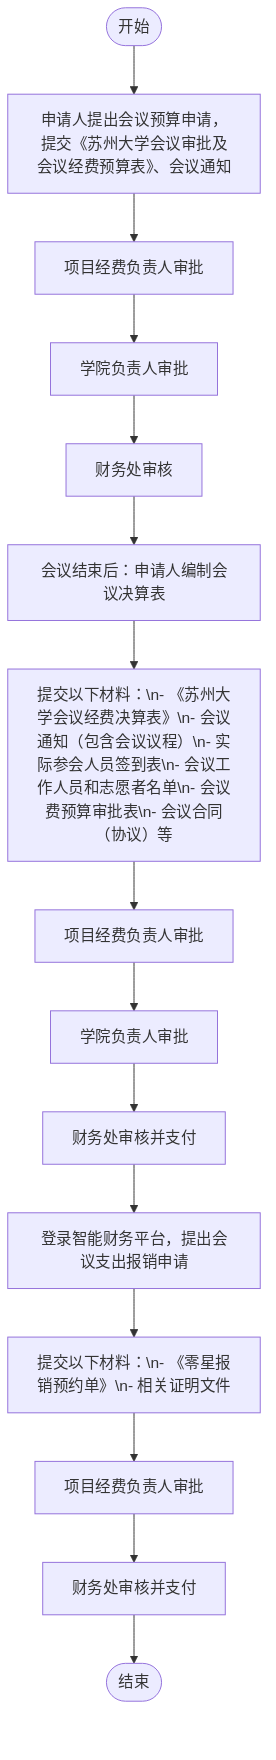 开始
申请人提出会议预算申请，
提交《苏州大学会议审批及
会议经费预算表》、会议通知
项目经费负责人审批
学院负责人审批
财务处审核
会议结束后：申请人编制会
议决算表
提交以下材料：\n- 《苏州大
学会议经费决算表》\n- 会议
通知（包含会议议程）\n- 实
际参会人员签到表\n- 会议工
作人员和志愿者名单\n- 会议
费预算审批表\n- 会议合同
（协议）等
项目经费负责人审批
学院负责人审批
财务处审核并支付
登录智能财务平台，提出会
议支出报销申请
提交以下材料：\n- 《零星报
销预约单》\n- 相关证明文件
项目经费负责人审批
财务处审核并支付
结束